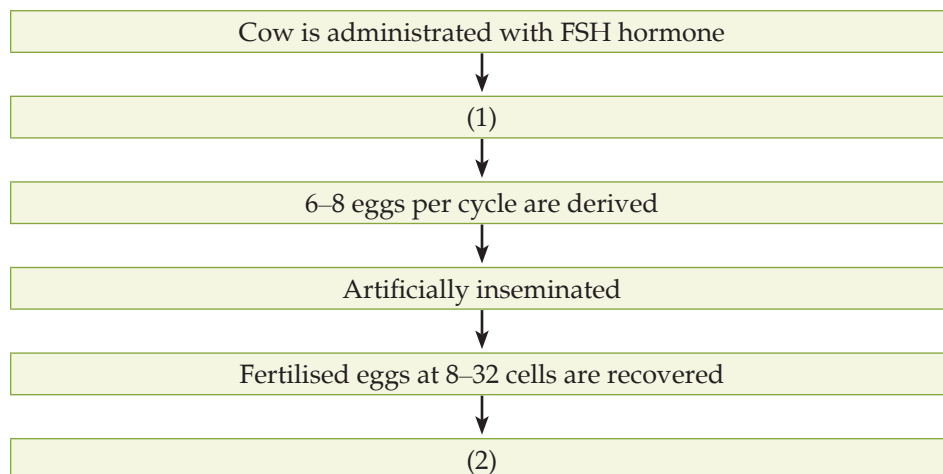 Cow is administrated with FSH hormone
(1)
6–8 eggs per cycle are derived
Artificially inseminated
Fertilised eggs at 8–32 cells are recovered
(2)